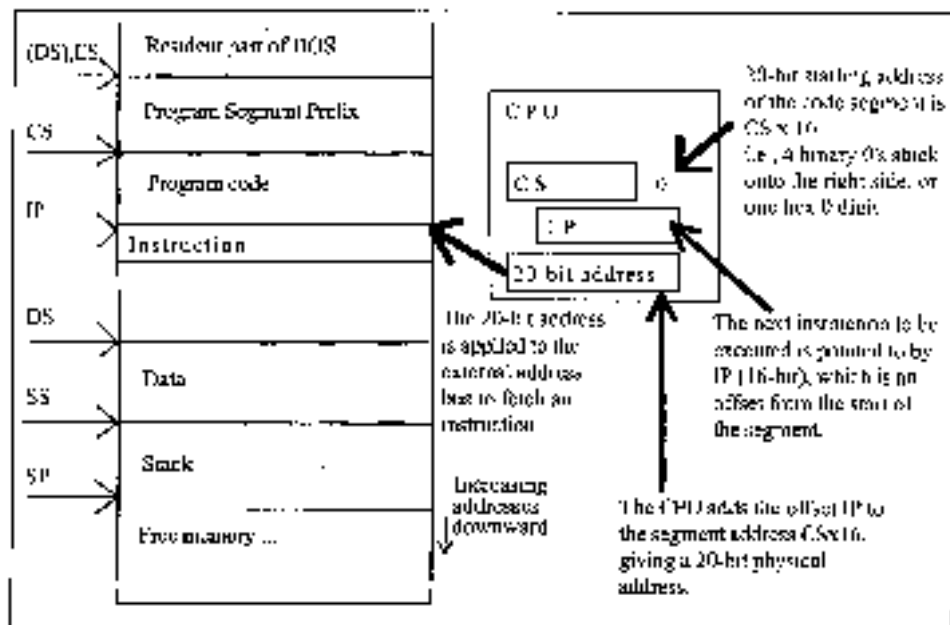 (DS),ES
Resident part of DOS
Program Segment Prefix
CS
Program code
IP
Instruction
DS
Data
SS
Stack
SP
Free memory ...
Increasing
addresses
downward
CPU
CS
0
IP
20-bit address
20-bit starting address
of the code segment is
CS x 16
i.e., 4 binary 0's stuck
onto the right side, or
one hex 0 digit
The 20-bit address
is applied to the
external address
bus to fetch an
instruction
The next instruction to be
executed is pointed to by
IP (16-bit), which is an
offset from the start of
the segment.
The CPU adds the offset IP to
the segment address CSx16,
giving a 20-bit physical
address.